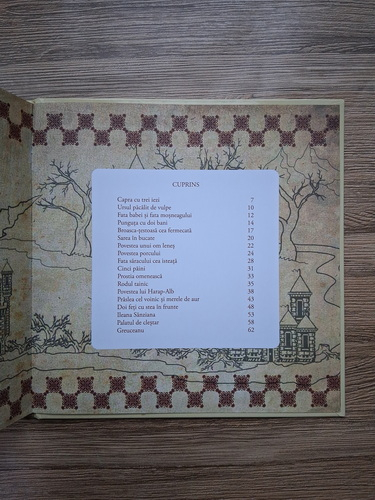 CUPRINS
Capra cu trei iezi 7
Ursul păcălit de vulpe 10
Fata babei și fata moșneagului 12
Punguța cu doi bani 14
Broasca-țestoasă cea fermecată 17
Sarea în bucate 20
Povestea unui om leneș 22
Povestea porcului 24
Fata săracului cea isteață 28
Cinci pâini 31
Prostia omenească 33
Rodul tainic 35
Povestea lui Harap-Alb 38
Prâslea cel voinic și merele de aur 43
Doi feți cu stea în frunte 48
Ileana Sânziana 53
Palatul de cleștar 58
Greuceanu 62